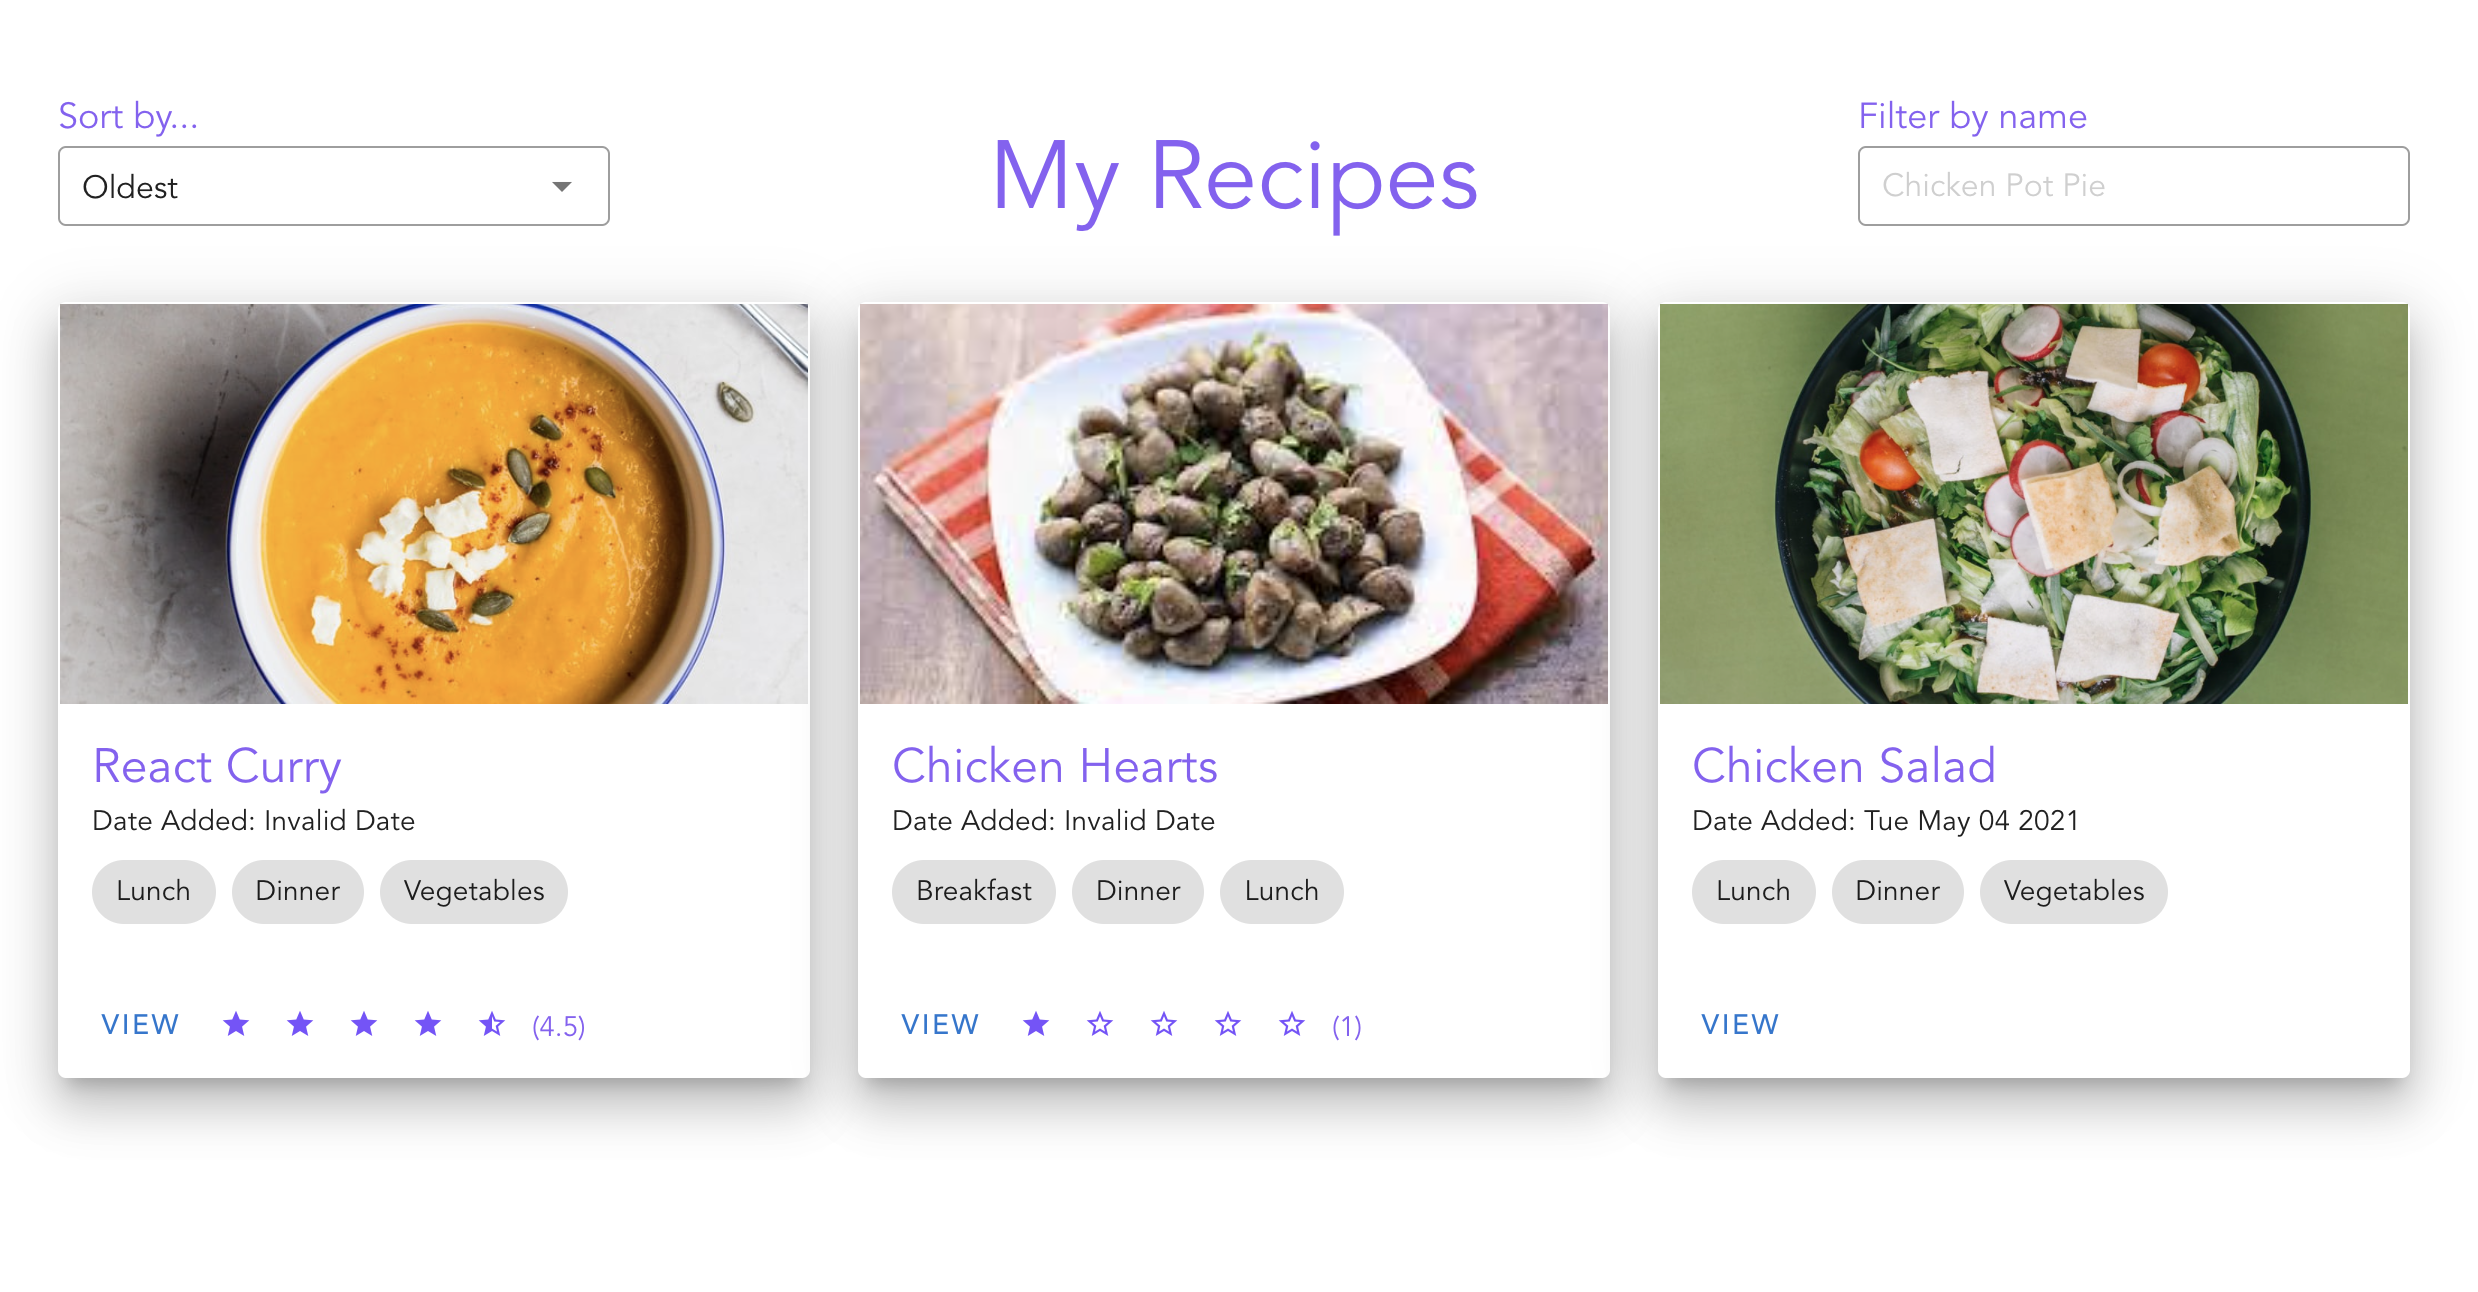 Sort by...
Oldest
My Recipes
Filter by name
Chicken Pot Pie
React Curry
Date Added: Invalid Date
Lunch Dinner Vegetables
VIEW (4.5)
Chicken Hearts
Date Added: Invalid Date
Breakfast Dinner Lunch
VIEW (1)
Chicken Salad
Date Added: Tue May 04 2021
Lunch Dinner Vegetables
VIEW